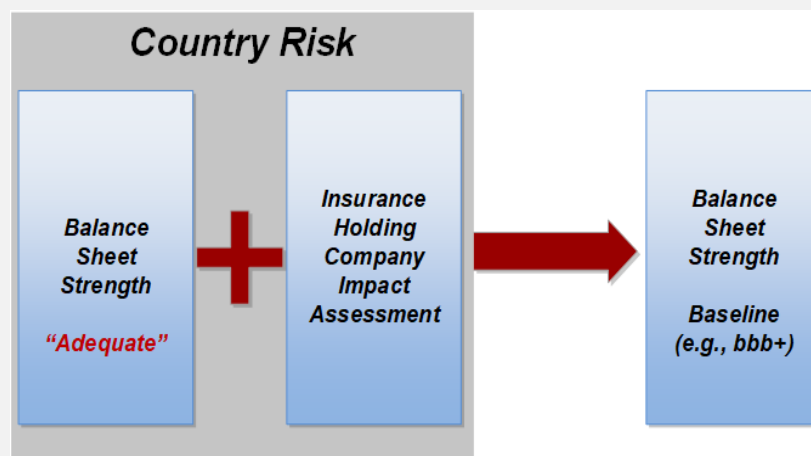 Country Risk
Balance
Sheet
Strength
“Adequate”
Insurance
Holding
Company
Impact
Assessment
Balance
Sheet
Strength
Baseline
(e.g., bbb+)